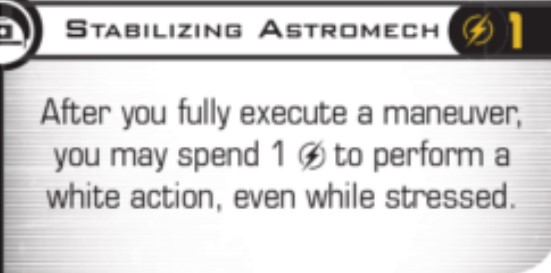 STABILIZING ASTROMECH 1
After you fully execute a maneuver,
you may spend 1 to perform a
white action, even while stressed.